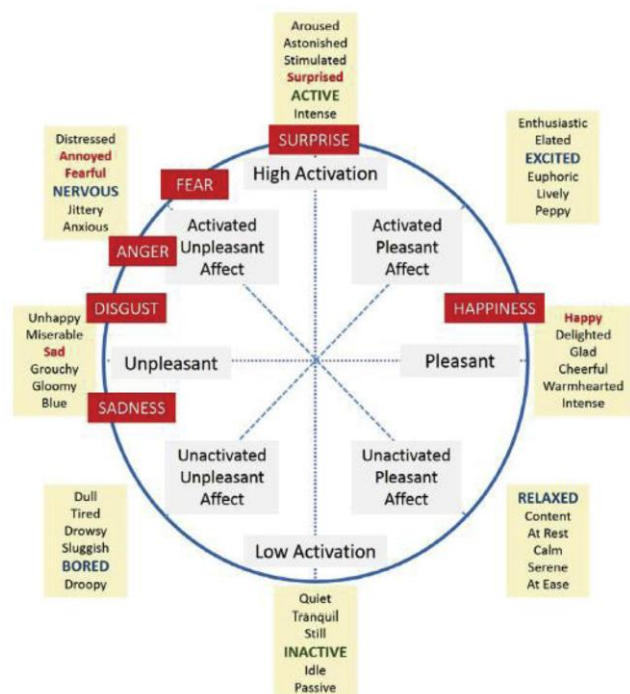 Aroused
Astonished
Stimulated
Surprised
ACTIVE
Intense
SURPRISE
High Activation
Distressed
Annoyed
Fearful
NERVOUS
Jittery
Anxious
Enthusiastic
Elated
EXCITED
Euphoric
Lively
Peppy
FEAR
Activated
Unpleasant
Affect
Activated
Pleasant
Affect
ANGER
DISGUST
HAPPINESS
Unhappy
Miserable
Sad
Grouchy
Gloomy
Blue
Unpleasant
Pleasant
Happy
Delighted
Glad
Cheerful
Warmhearted
Intense
SADNESS
Unactivated
Unpleasant
Affect
Unactivated
Pleasant
Affect
Dull
Tired
Drowsy
Sluggish
BORED
Droopy
RELAXED
Content
At Rest
Calm
Serene
At Ease
Low Activation
Quiet
Tranquil
Still
INACTIVE
Idle
Passive